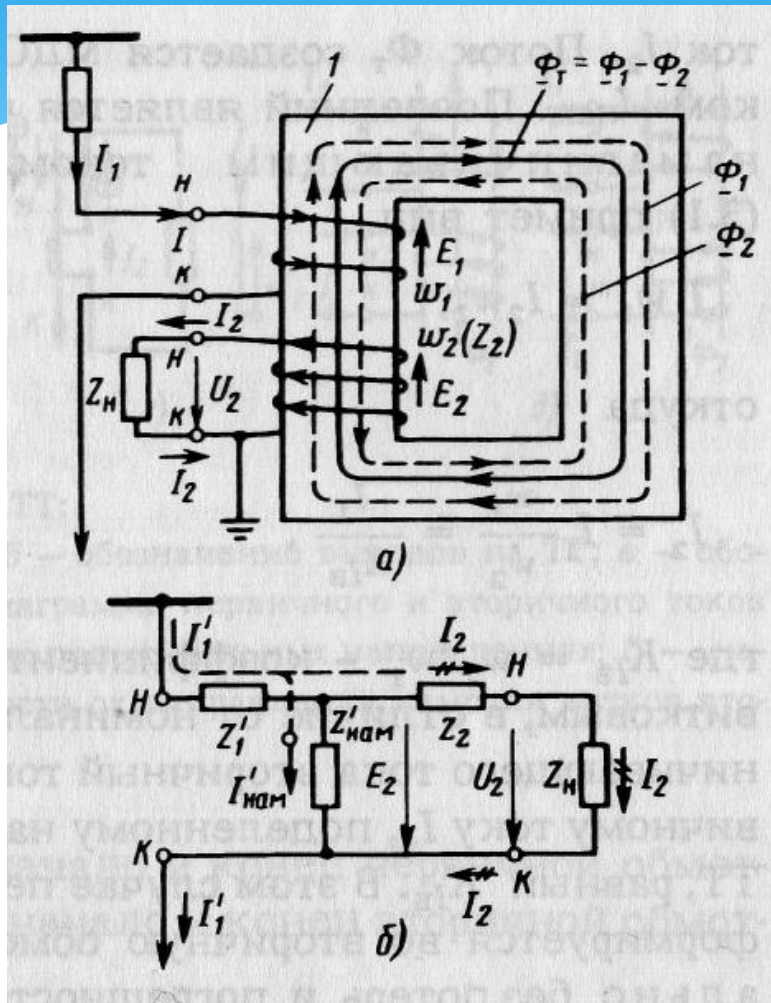 1
Ф_т = Ф_1 - Ф_2
I_1
н
Ф_1
I
E_1
Ф_2
к
w_1
I_2
н
w_2(Z_2)
Z_н
U_2
E_2
к
I_2
а)
I'_1
I_2
Н
Н
Z'_1
Z'_нам
Z_2
I'_нам
E_2
U_2
Z_н
I_2
К
К
I'_1
I_2
б)